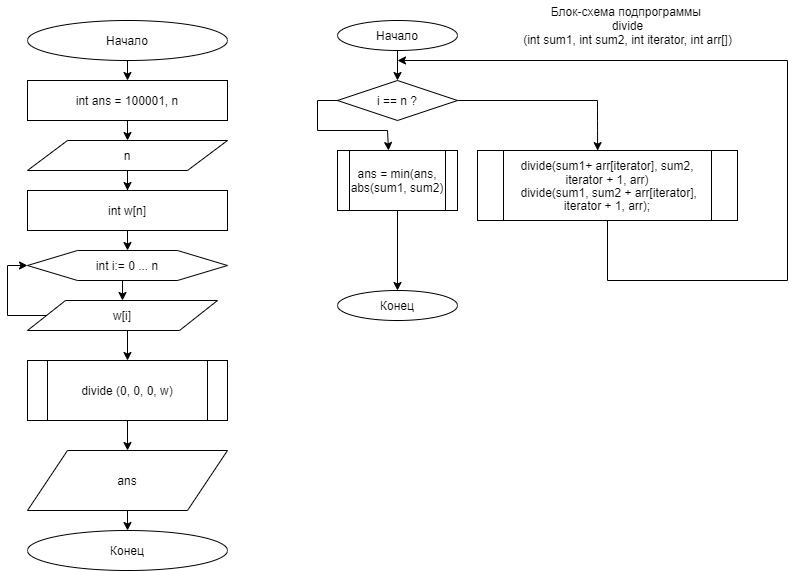 Начало
int ans = 100001, n
n
int w[n]
int i:= 0 ... n
w[i]
divide (0, 0, 0, w)
ans
Конец
Блок-схема подпрограммы
divide
(int sum1, int sum2, int iterator, int arr[])
Начало
i == n ?
ans = min(ans,
abs(sum1, sum2)
divide(sum1+ arr[iterator], sum2,
iterator + 1, arr)
divide(sum1, sum2 + arr[iterator],
iterator + 1, arr);
Конец